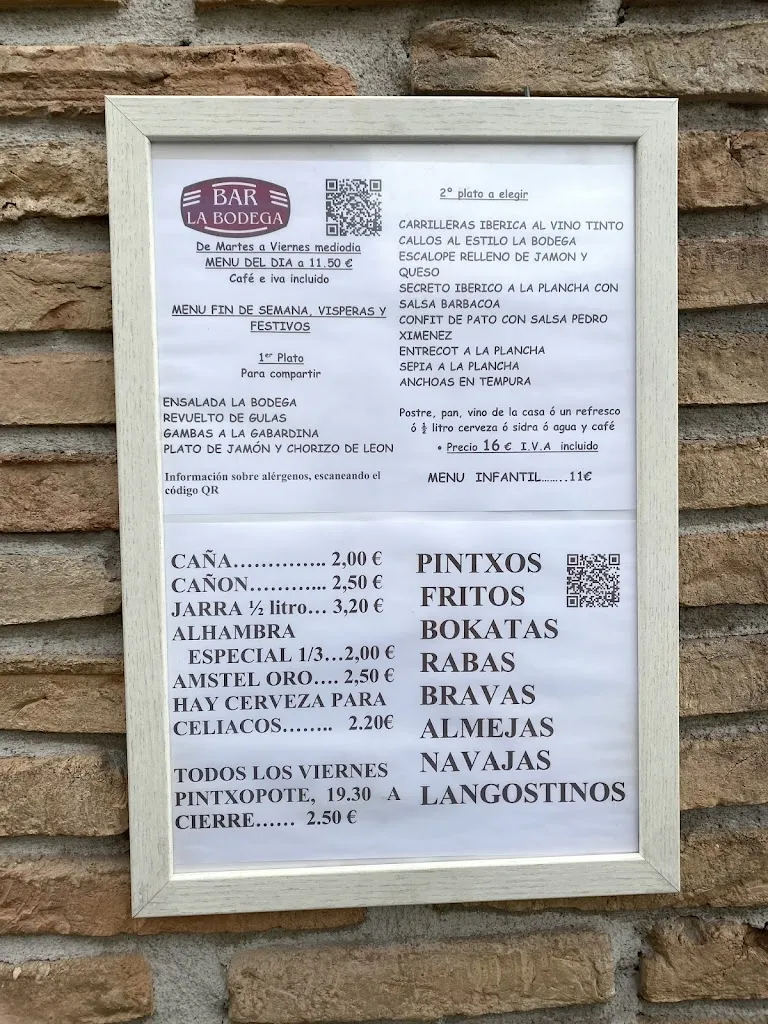 BAR
LA BODEGA
De Martes a Viernes mediodia
MENU DEL DIA a 11.50 €
Café e iva incluido
MENU FIN DE SEMANA, VISPERAS Y
FESTIVOS
1er Plato
Para compartir
ENSALADA LA BODEGA
REVUELTO DE GULAS
GAMBAS A LA GABARDINA
PLATO DE JAMÓN Y CHORIZO DE LEON
Información sobre alérgenos, escaneando el
código QR
2º plato a elegir
CARRILLERAS IBERICA AL VINO TINTO
CALLOS AL ESTILO LA BODEGA
ESCALOPE RELLENO DE JAMON Y
QUESO
SECRETO IBERICO A LA PLANCHA CON
SALSA BARBACOA
CONFIT DE PATO CON SALSA PEDRO
XIMENEZ
ENTRECOT A LA PLANCHA
SEPIA A LA PLANCHA
ANCHOAS EN TEMPURA
Postre, pan, vino de la casa ó un refresco
ó ½ litro cerveza ó sidra ó agua y café
• Precio 16 € I.V.A incluido
MENU INFANTIL……..11€
CAÑA………….. 2,00 €
CAÑON……….. 2,50 €
JARRA ½ litro… 3,20 €
ALHAMBRA
ESPECIAL 1/3…2,00 €
AMSTEL ORO…. 2,50 €
HAY CERVEZA PARA
CELIACOS…….. 2.20€
TODOS LOS VIERNES
PINTXOPOTE, 19.30 A
CIERRE…… 2.50 €
PINTXOS
FRITOS
BOKATAS
RABAS
BRAVAS
ALMEJAS
NAVAJAS
LANGOSTINOS